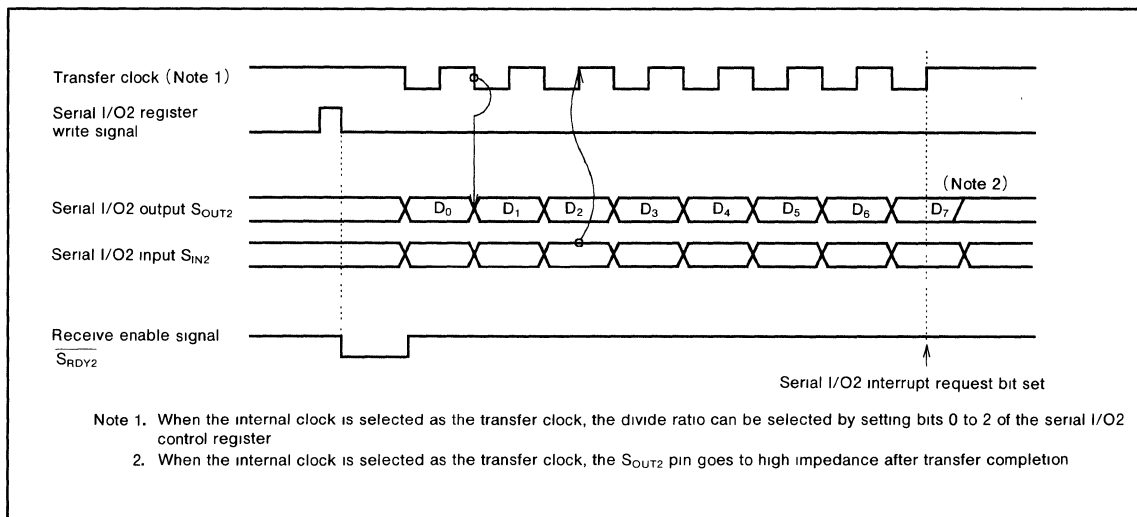 Transfer clock (Note 1)
Serial I/O2 register
write signal
(Note 2)
Serial I/O2 output SOUT2
D0 D1 D2 D3 D4 D5 D6 D7
Serial I/O2 input SIN2
Receive enable signal
SRDY2
Serial I/O2 interrupt request bit set
Note 1. When the internal clock is selected as the transfer clock, the divide ratio can be selected by setting bits 0 to 2 of the serial I/O2
control register
2. When the internal clock is selected as the transfer clock, the SOUT2 pin goes to high impedance after transfer completion